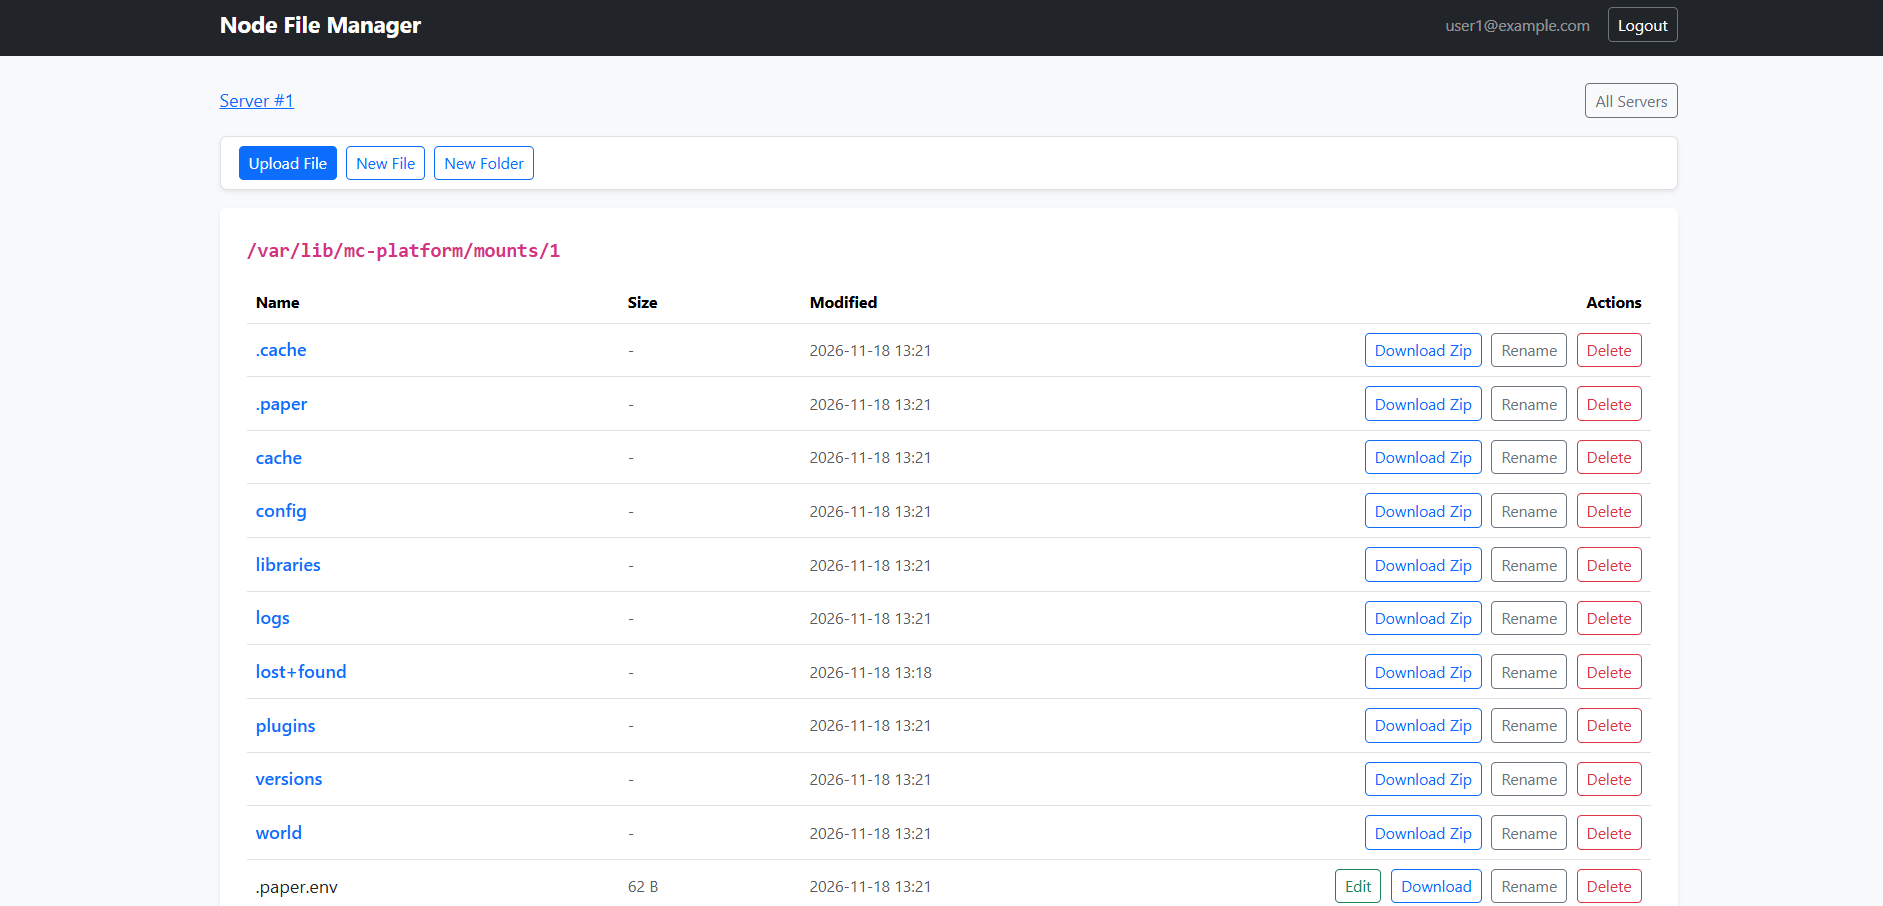 Node File Manager user1@example.com Logout
Server #1 All Servers
Upload File New File New Folder
/var/lib/mc-platform/mounts/1
Name Size Modified Actions
.cache - 2026-11-18 13:21 Download Zip Rename Delete
.paper - 2026-11-18 13:21 Download Zip Rename Delete
cache - 2026-11-18 13:21 Download Zip Rename Delete
config - 2026-11-18 13:21 Download Zip Rename Delete
libraries - 2026-11-18 13:21 Download Zip Rename Delete
logs - 2026-11-18 13:21 Download Zip Rename Delete
lost+found - 2026-11-18 13:18 Download Zip Rename Delete
plugins - 2026-11-18 13:21 Download Zip Rename Delete
versions - 2026-11-18 13:21 Download Zip Rename Delete
world - 2026-11-18 13:21 Download Zip Rename Delete
.paper.env 62 B 2026-11-18 13:21 Edit Download Rename Delete